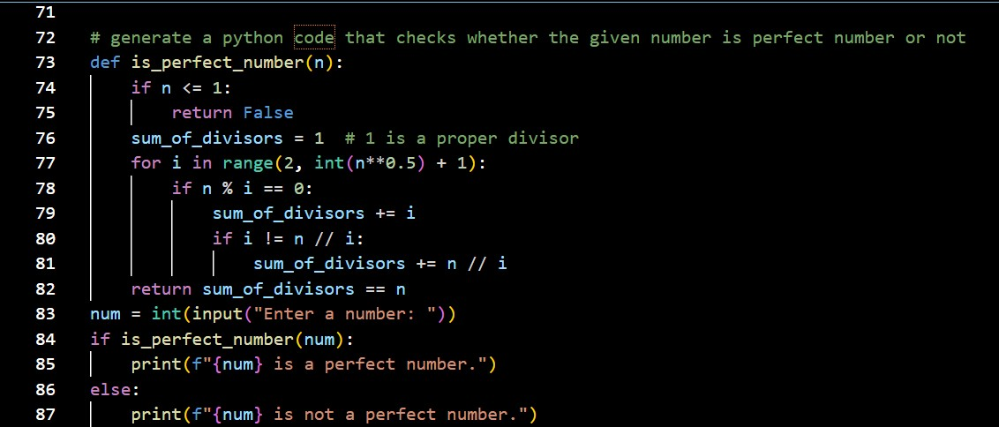 71
72 # generate a python code that checks whether the given number is perfect number or not
73 def is_perfect_number(n):
74     if n <= 1:
75         return False
76     sum_of_divisors = 1  # 1 is a proper divisor
77     for i in range(2, int(n**0.5) + 1):
78         if n % i == 0:
79             sum_of_divisors += i
80             if i != n // i:
81                 sum_of_divisors += n // i
82     return sum_of_divisors == n
83 num = int(input("Enter a number: "))
84 if is_perfect_number(num):
85     print(f"{num} is a perfect number.")
86 else:
87     print(f"{num} is not a perfect number.")